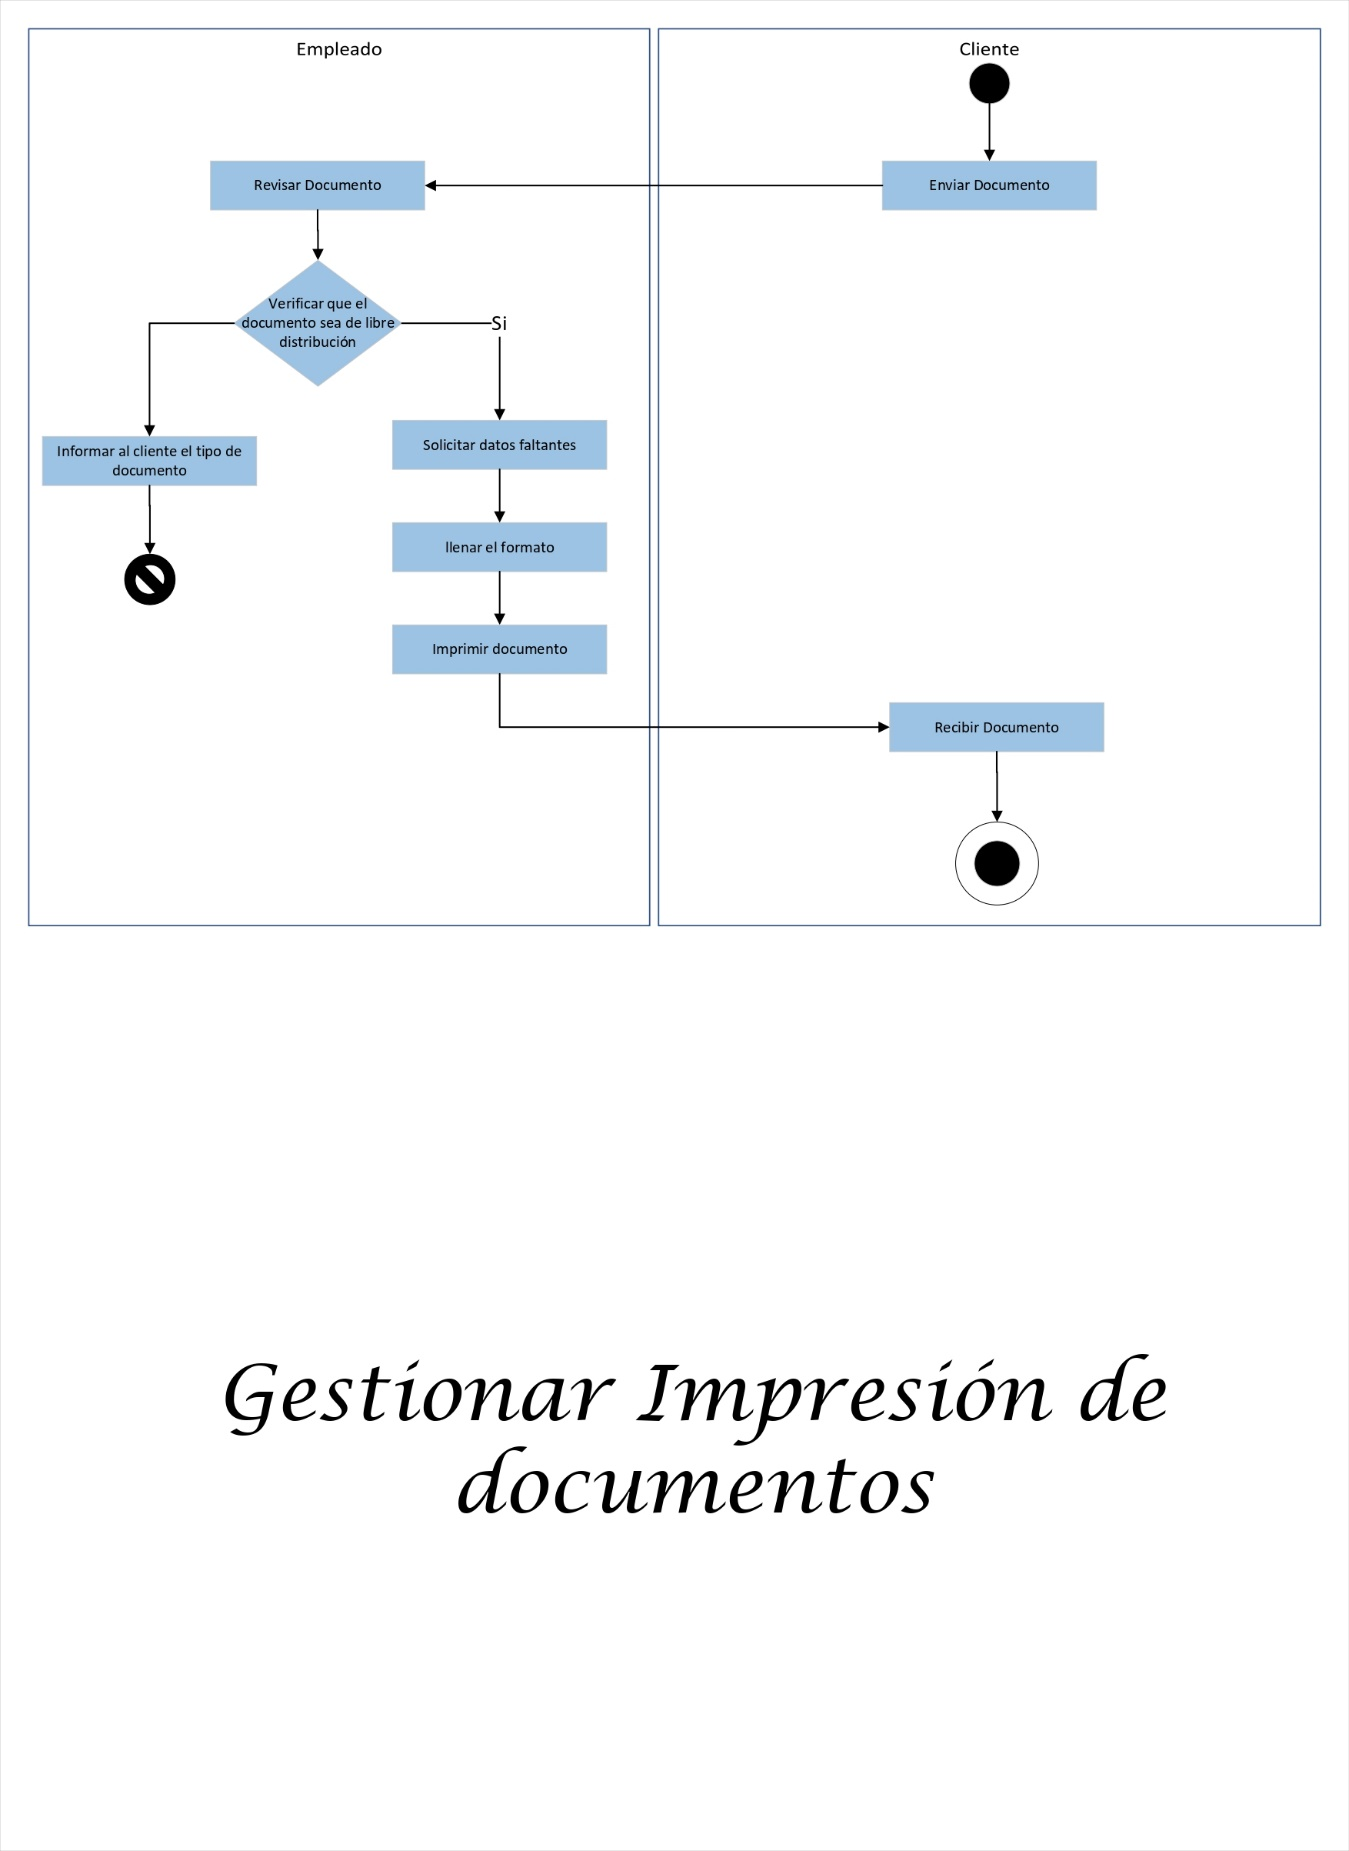 Empleado
Cliente
Revisar Documento
Enviar Documento
Verificar que el
documento sea de libre
distribución
Si
Informar al cliente el tipo de
documento
Solicitar datos faltantes
llenar el formato
Imprimir documento
Recibir Documento
Gestionar Impresión de
documentos